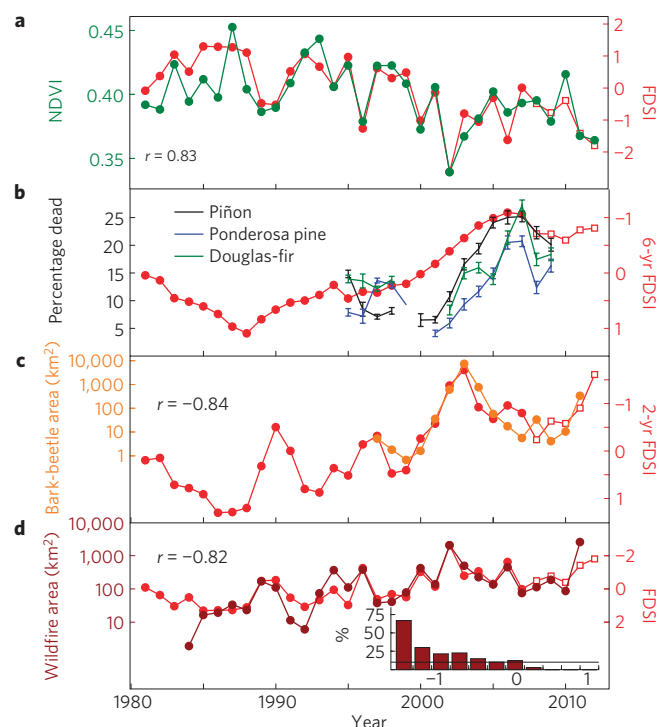 a
NDVI
0.45
0.40
0.35
r = 0.83
2
1
0
−1
−2
FDSI
b
Percentage dead
25
20
15
10
5
Piñon
Ponderosa pine
Douglas-fir
−1
0
1
6-yr FDSI
c
Bark-beetle area (km²)
10,000
1,000
100
10
1
r = −0.84
−1
0
1
2-yr FDSI
d
Wildfire area (km²)
10,000
1,000
100
10
r = −0.82
−2
0
2
FDSI
%
75
50
25
−1
0
1
1980
1990
2000
2010
Year